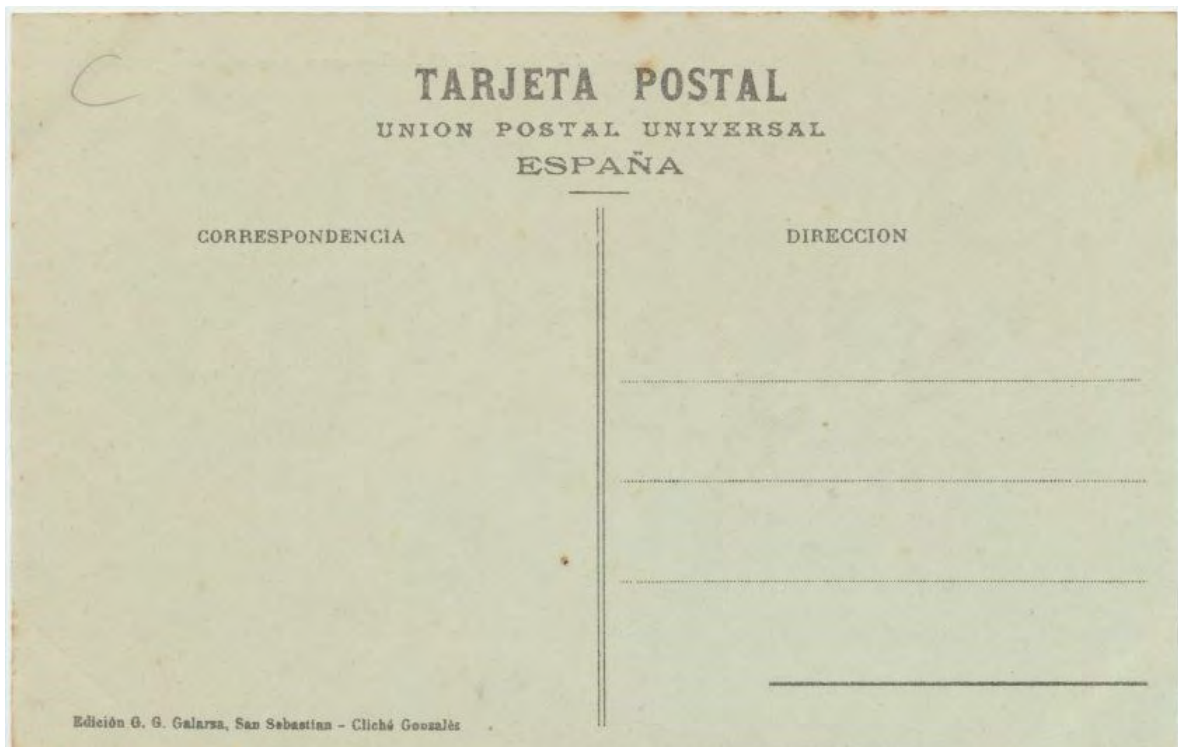 C
TARJETA POSTAL
UNION POSTAL UNIVERSAL
ESPAÑA
CORRESPONDENCIA
DIRECCION
Edición G. G. Galarza, San Sebastian - Cliché Gonzalès